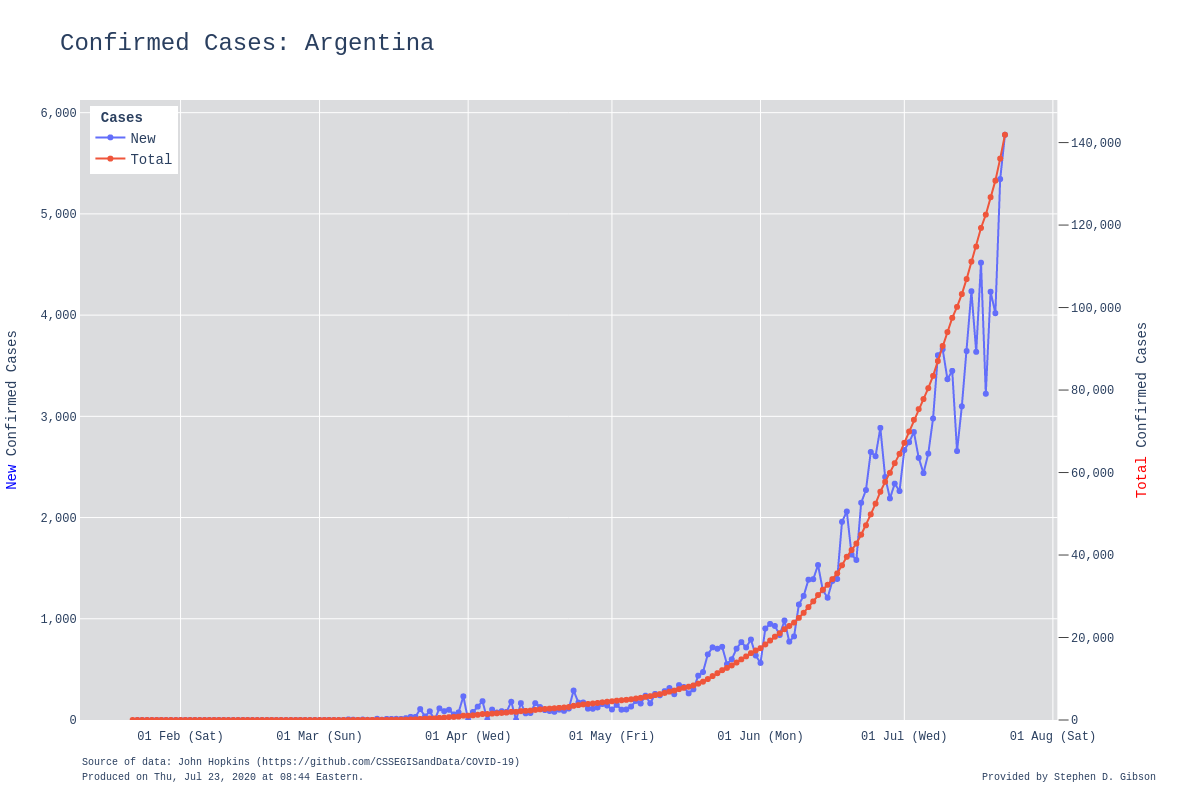 Confirmed Cases: Argentina
Cases
New
Total
6,000
5,000
4,000
3,000
2,000
1,000
0
New Confirmed Cases
140,000
120,000
100,000
80,000
60,000
40,000
20,000
0
Total Confirmed Cases
01 Feb (Sat)
01 Mar (Sun)
01 Apr (Wed)
01 May (Fri)
01 Jun (Mon)
01 Jul (Wed)
01 Aug (Sat)
Source of data: John Hopkins (https://github.com/CSSEGISandData/COVID-19)
Produced on Thu, Jul 23, 2020 at 08:44 Eastern.
Provided by Stephen D. Gibson